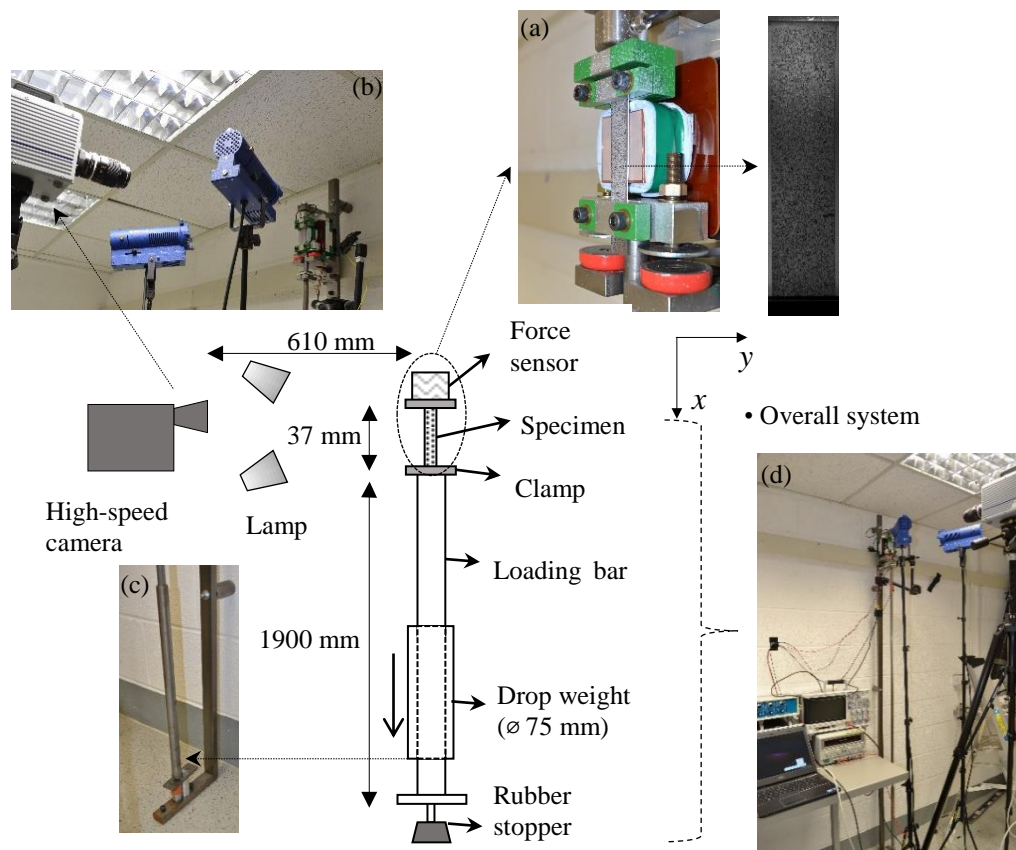 (a)
(b)
610 mm
Force
sensor
y
x
• Overall system
37 mm
Specimen
(d)
Clamp
High-speed
camera
Lamp
(c)
Loading bar
1900 mm
Drop weight
(⌀ 75 mm)
Rubber
stopper